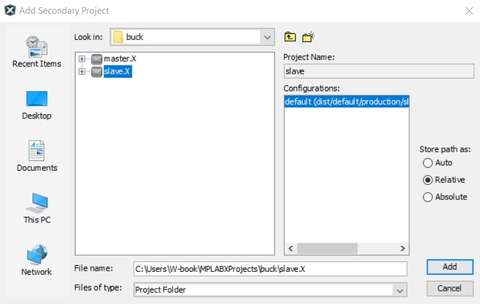 Add Secondary Project
Look in: buck
Recent Items
Desktop
Documents
This PC
Network
master.X
slave.X
Project Name:
slave
Configurations:
default (dist/default/production/sl
Store path as:
Auto
Relative
Absolute
File name: C:\Users\W-book\MPLABXProjects\buck\slave.X
Add
Files of type: Project Folder
Cancel